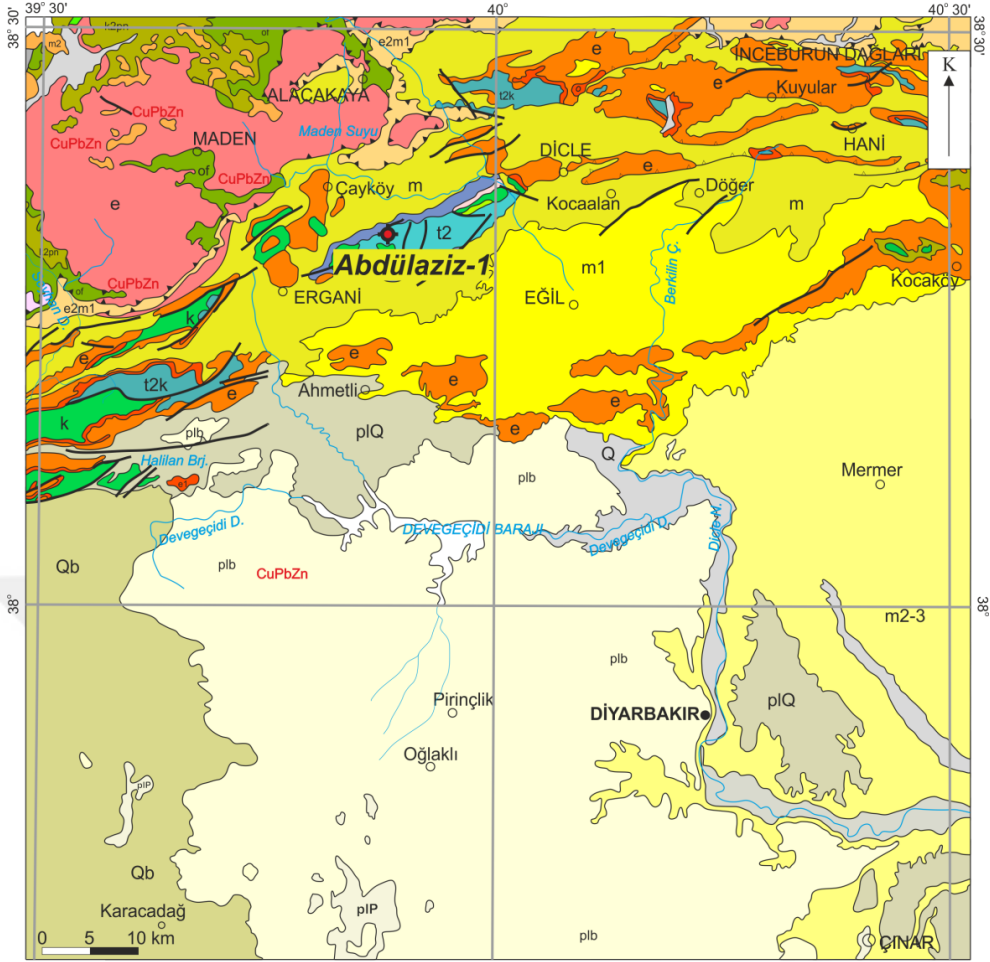 39° 30'
40°
40° 30'
38° 30'
38°30'
k2pn
of
m2
e2m1
İNCEBURUN DAĞLARI
K
e
e
ALACAKAYA
t2k
Kuyular
CuPbZn
CuPbZn
Maden Suyu
MADEN
HANİ
DİCLE
e
of
CuPbZn
Çayköy
m
Döğer
e
Kocaalan
m
t2
k2pn
Abdülaziz-1
m1
Berkilin Ç.
CuPbZn
of
Kocaköy
ERGANİ
EĞİL
e2m1
k
e
e
t2k
e
Ahmetli
e
e
k
plb
plQ
e
Q
Halilan Brj.
plb
Mermer
Devegeçidi D.
DEVEGEÇİDİ BARAJI
Devegeçidi D.
Dicle N.
Qb
plb
CuPbZn
38°
38°
m2-3
plb
Pirinçlik
DİYARBAKIR
plQ
Oğlaklı
plP
Qb
Karacadağ
plP
plb
ÇINAR
0 5 10 km